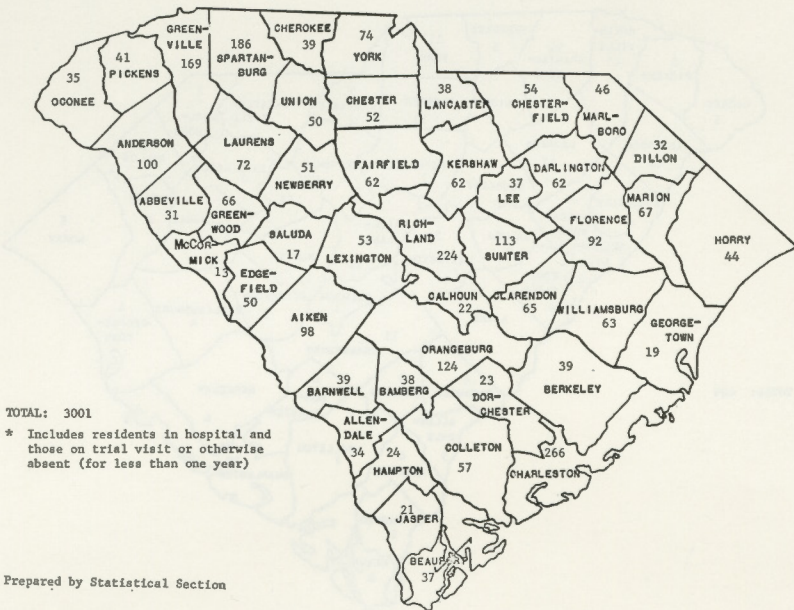 GREEN-
VILLE
169
CHEROKEE
39
186
SPARTAN-
BURG
74
YORK
41
PICKENS
35
OCONEE
UNION
50
CHESTER
52
38
LANCASTER
54
CHESTER-
FIELD
46
MARL-
BORO
32
DILLON
ANDERSON
100
LAURENS
72
51
NEWBERRY
FAIRFIELD
62
KERSHAW
62
37
LEE
DARLINGTON
62
MARION
67
ABBEVILLE
31
66
GREEN-
WOOD
SALUDA
17
53
LEXINGTON
RICH-
LAND
224
113
SUMTER
FLORENCE
92
HORRY
44
McCOR-
MICK
13
EDGE-
FIELD
50
AIKEN
98
CALHOUN
22
CLARENDON
65
WILLIAMSBURG
63
GEORGE-
TOWN
19
ORANGEBURG
124
39
BARNWELL
38
BAMBERG
23
DOR-
CHESTER
39
BERKELEY
ALLEN-
DALE
34
24
HAMPTON
COLLETON
57
266
CHARLESTON
21
JASPER
BEAUFORT
37
TOTAL: 3001
* Includes residents in hospital and
those on trial visit or otherwise
absent (for less than one year)
Prepared by Statistical Section